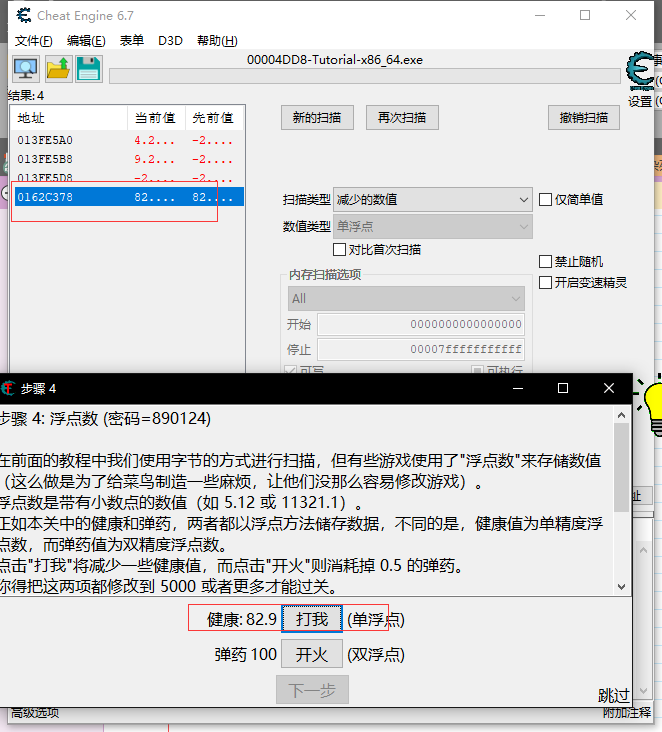 Cheat Engine 6.7
文件(F) 编辑(E) 表单 D3D 帮助(H)
00004DD8-Tutorial-x86_64.exe
结果: 4
设置
地址 当前值 先前值
013FE5A0 4.2... -2....
013FE5B8 9.2... -2....
013FE5D8 -2.... -2....
0162C378 82.... 82....
新的扫描 再次扫描 撤销扫描
扫描类型 减少的数值 仅简单值
数值类型 单浮点
对比首次扫描
内存扫描选项
All
开始 0000000000000000
停止 00007fffffffffff
可写 可执行
禁止随机
开启变速精灵
步骤 4
步骤 4: 浮点数 (密码=890124)
在前面的教程中我们使用字节的方式进行扫描，但有些游戏使用了"浮点数"来存储数值
（这么做是为了给菜鸟制造一些麻烦，让他们没那么容易修改游戏）。
浮点数是带有小数点的数值（如 5.12 或 11321.1）。
正如本关中的健康和弹药，两者都以浮点方法储存数据，不同的是，健康值为单精度浮
点数，而弹药值为双精度浮点数。
点击"打我"将减少一些健康值，而点击"开火"则消耗掉 0.5 的弹药。
你得把这两项都修改到 5000 或者更多才能过关。
健康: 82.9 打我 (单浮点)
弹药 100 开火 (双浮点)
下一步
跳过
高级选项 附加注释